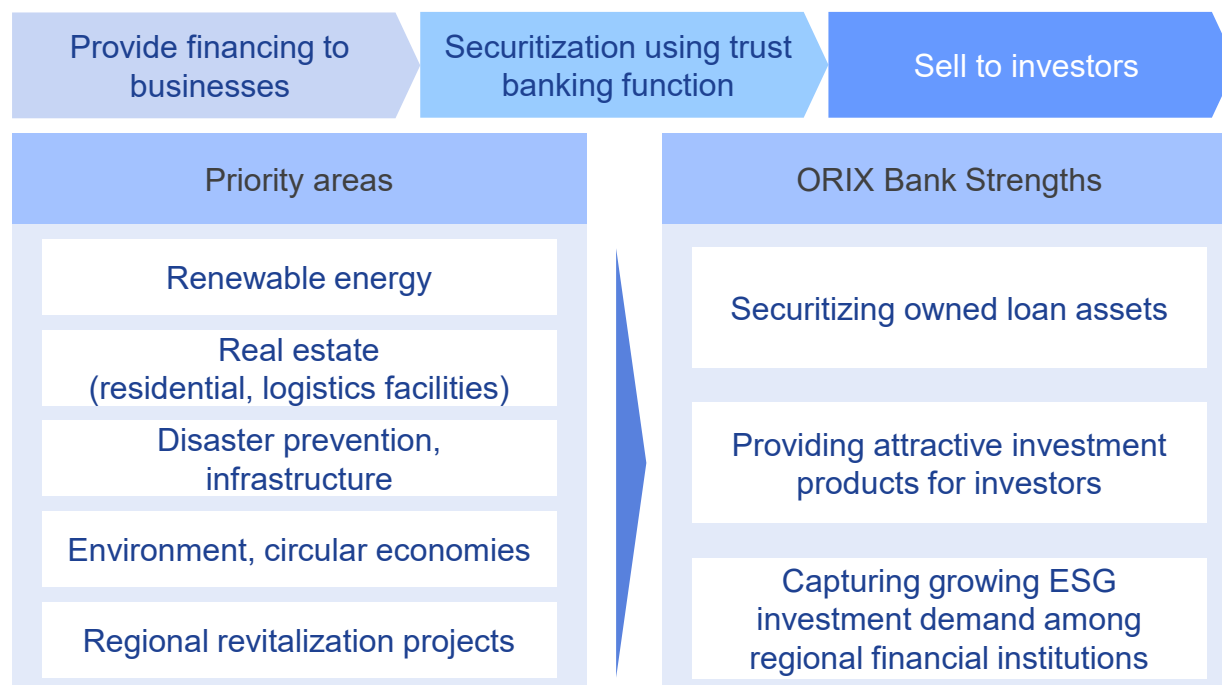 Provide financing to
businesses
Securitization using trust
banking function
Sell to investors
Priority areas
Renewable energy
Real estate
(residential, logistics facilities)
Disaster prevention,
infrastructure
Environment, circular economies
Regional revitalization projects
ORIX Bank Strengths
Securitizing owned loan assets
Providing attractive investment
products for investors
Capturing growing ESG
investment demand among
regional financial institutions